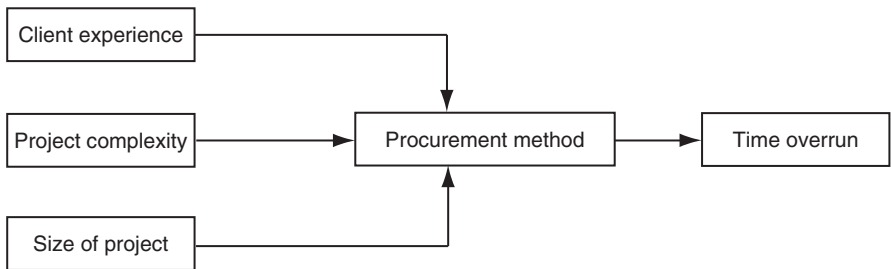 Client experience
Project complexity
Procurement method
Time overrun
Size of project